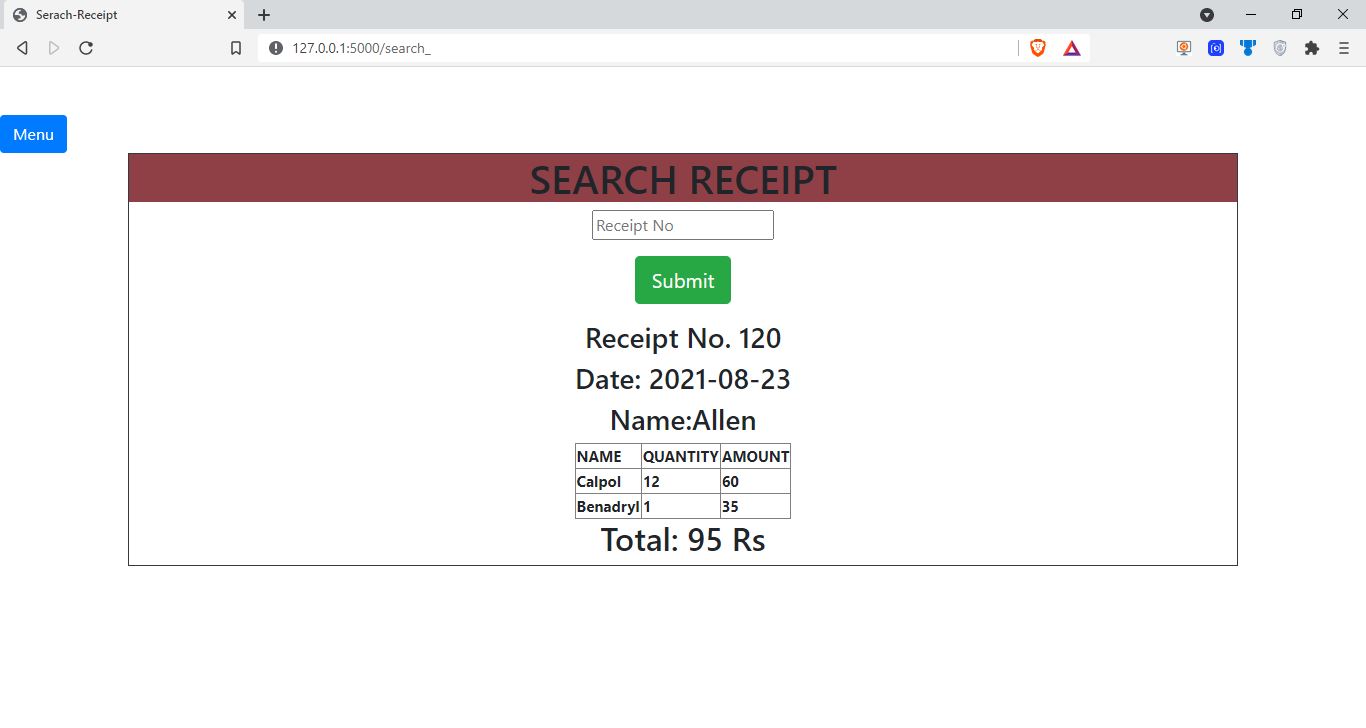 Serach-Receipt
127.0.0.1:5000/search_
Menu
SEARCH RECEIPT
Receipt No
Submit
Receipt No. 120
Date: 2021-08-23
Name:Allen
NAME QUANTITY AMOUNT
Calpol 12 60
Benadryl 1 35
Total: 95 Rs